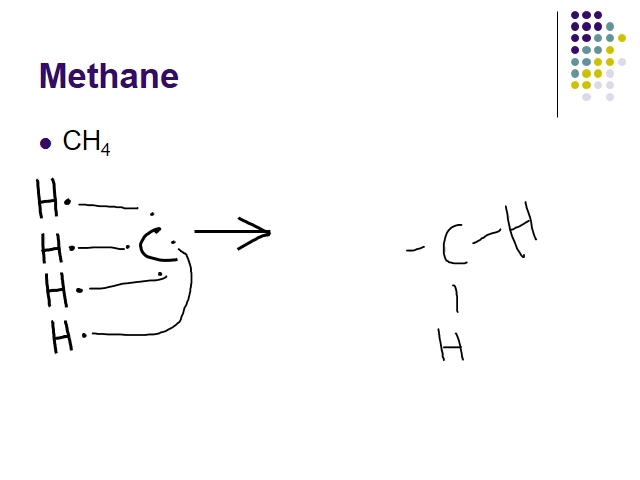 Methane
CH₄
H
H C → C H
H
H H